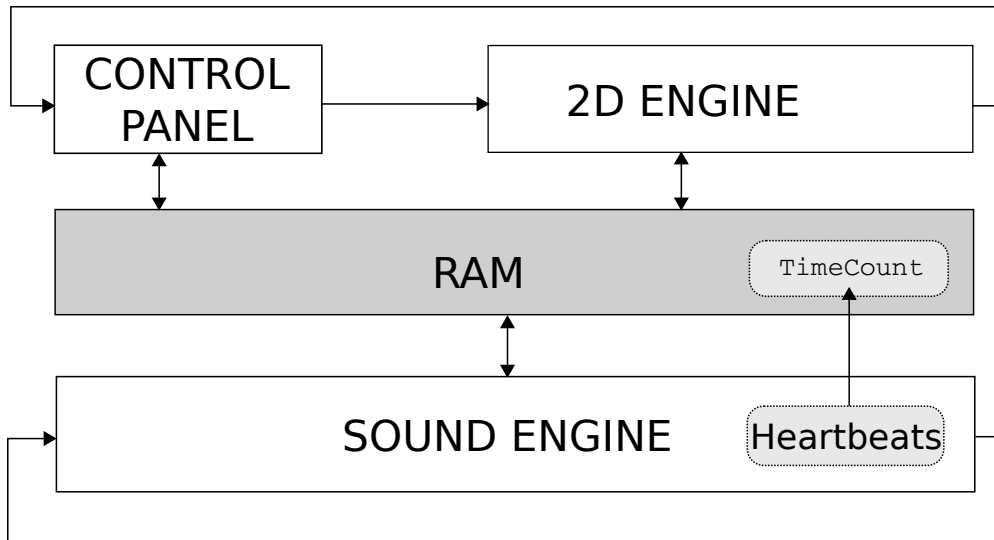 CONTROL
PANEL
2D ENGINE
RAM
TimeCount
SOUND ENGINE
Heartbeats